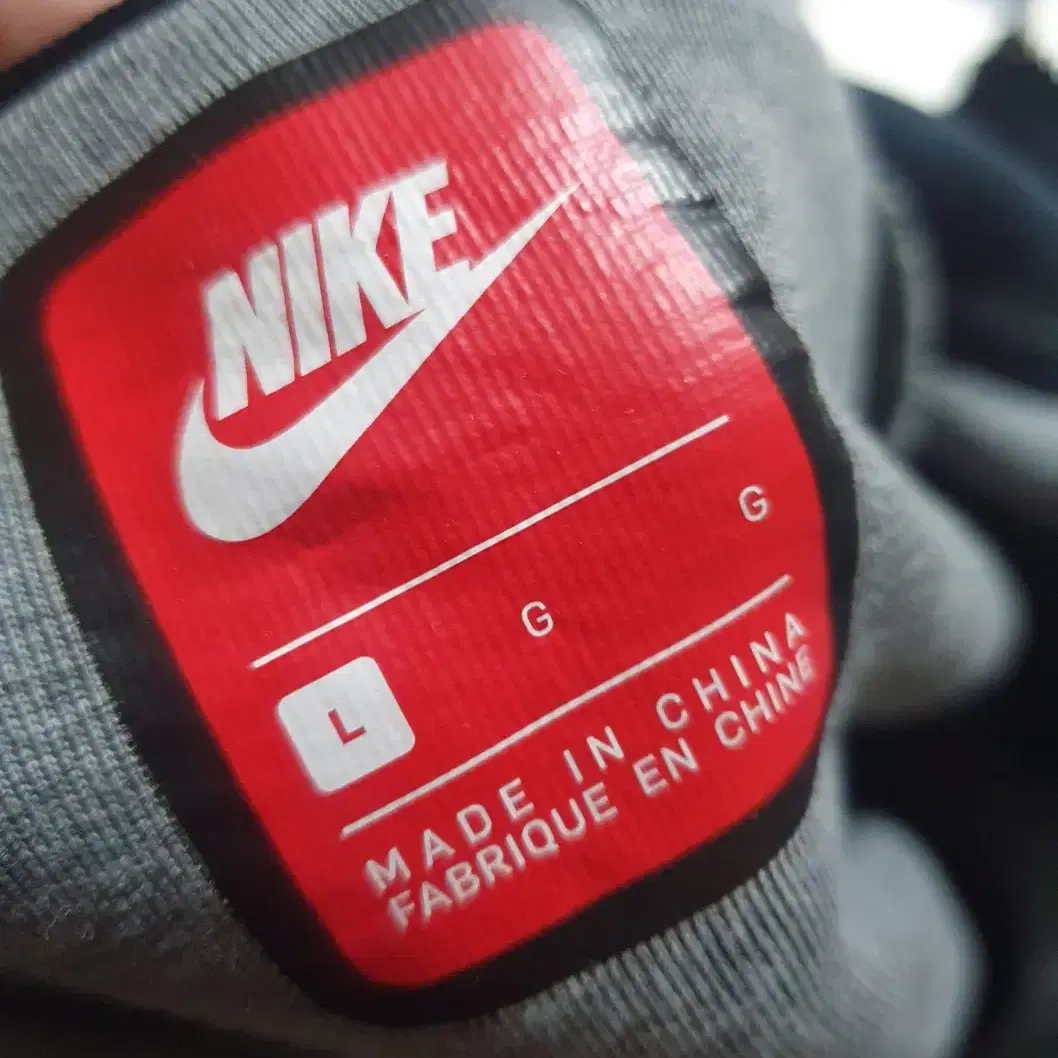 NIKE
L G G
MADE IN CHINA
FABRIQUE EN CHINE